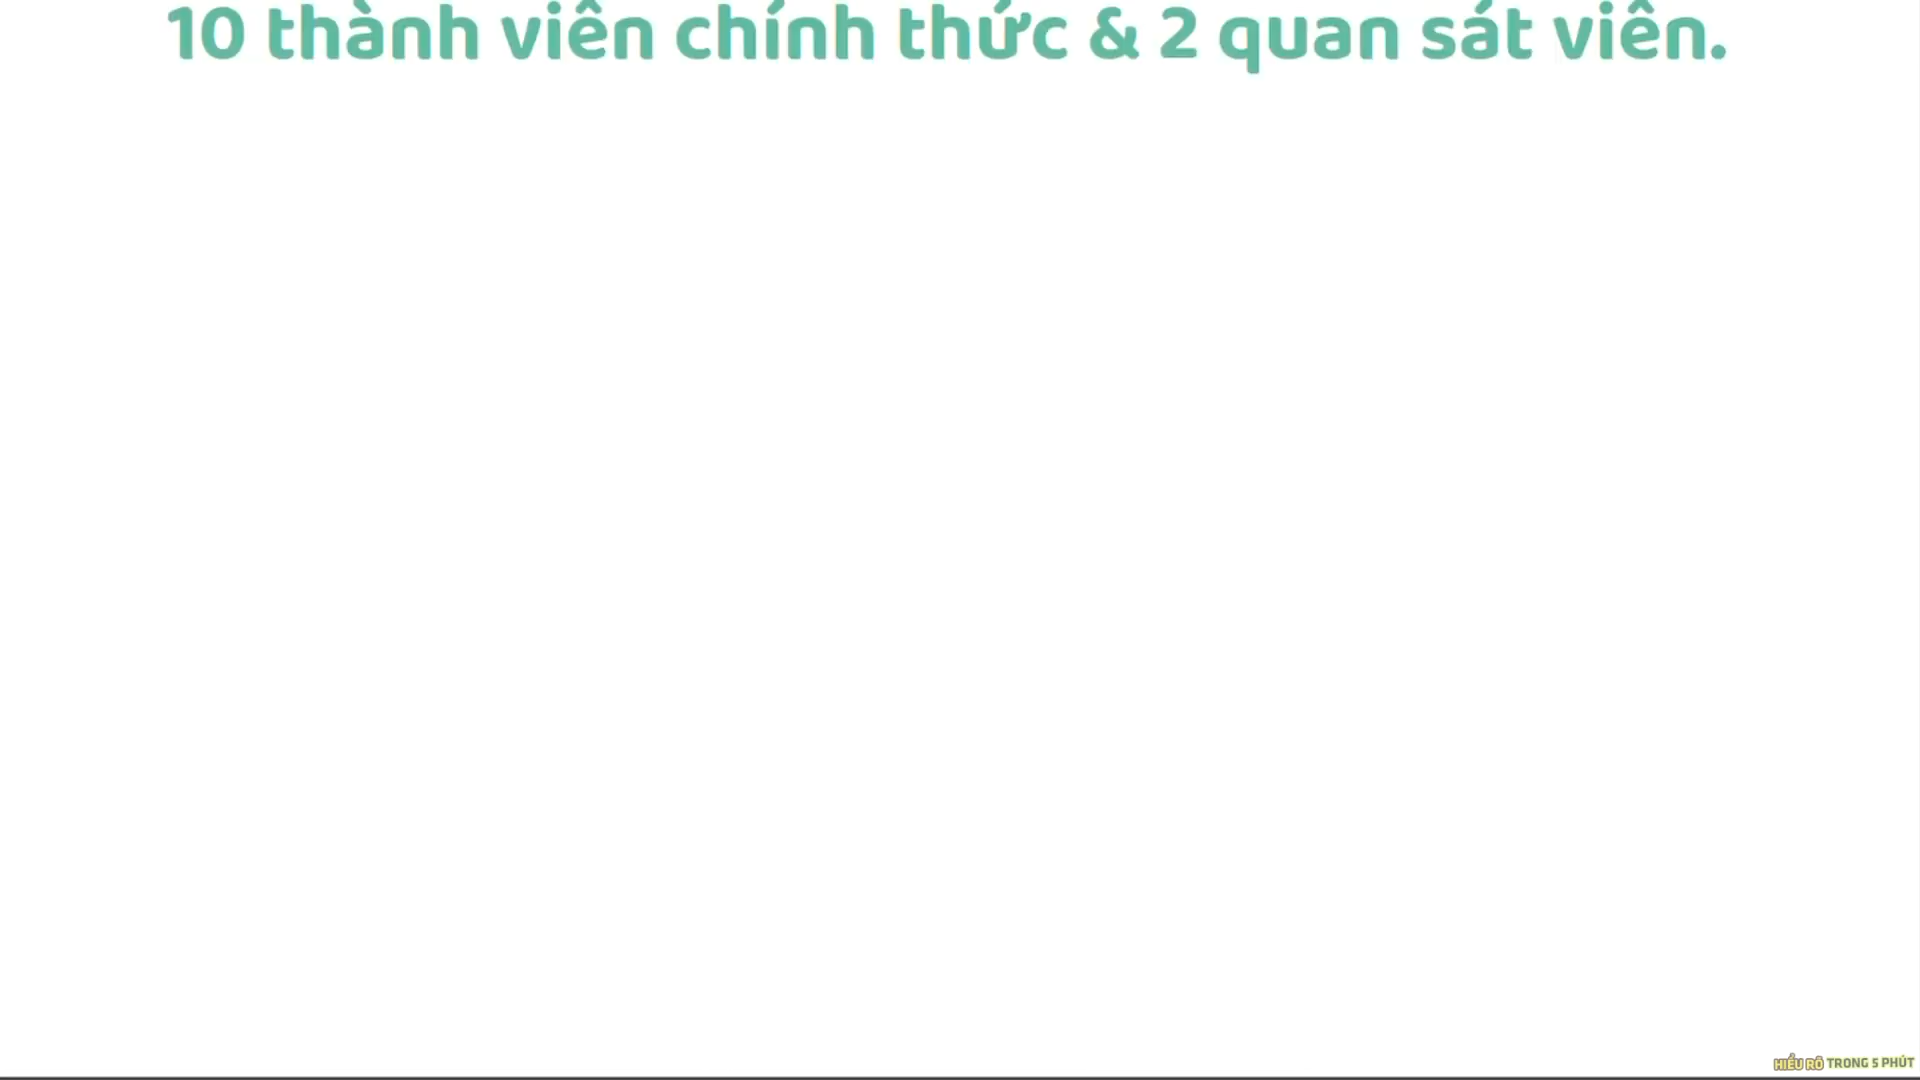 10 thành viên chính thức & 2 quan sát viên.
HIỂU RÕ TRONG 5 PHÚT